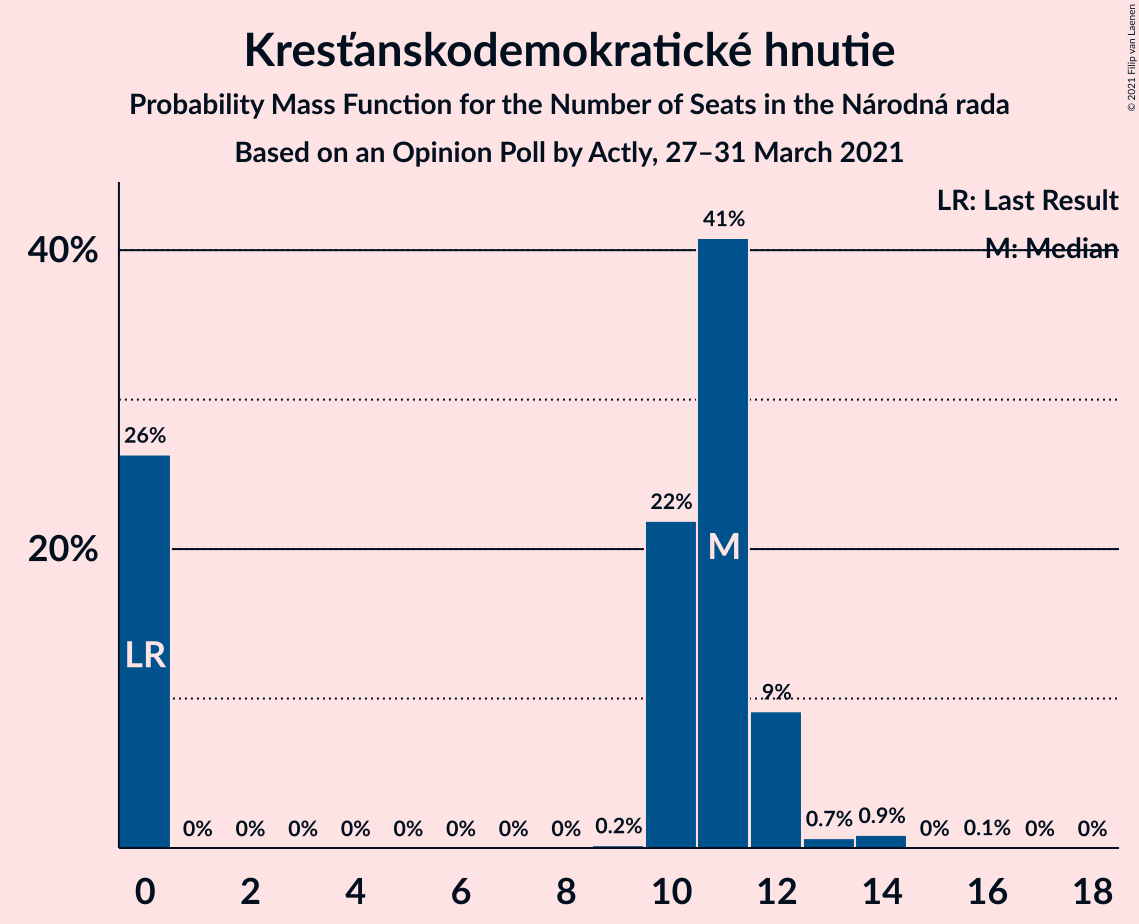 © 2021 Filip van Laenen
Kresťanskodemokratické hnutie
Probability Mass Function for the Number of Seats in the Národná rada
Based on an Opinion Poll by Actly, 27–31 March 2021
LR: Last Result
M: Median
41%
40%
26%
22%
M
20%
LR
9%
0% 0% 0% 0% 0% 0% 0% 0% 0.2% 0.7% 0.9% 0% 0.1% 0% 0%
0 2 4 6 8 10 12 14 16 18